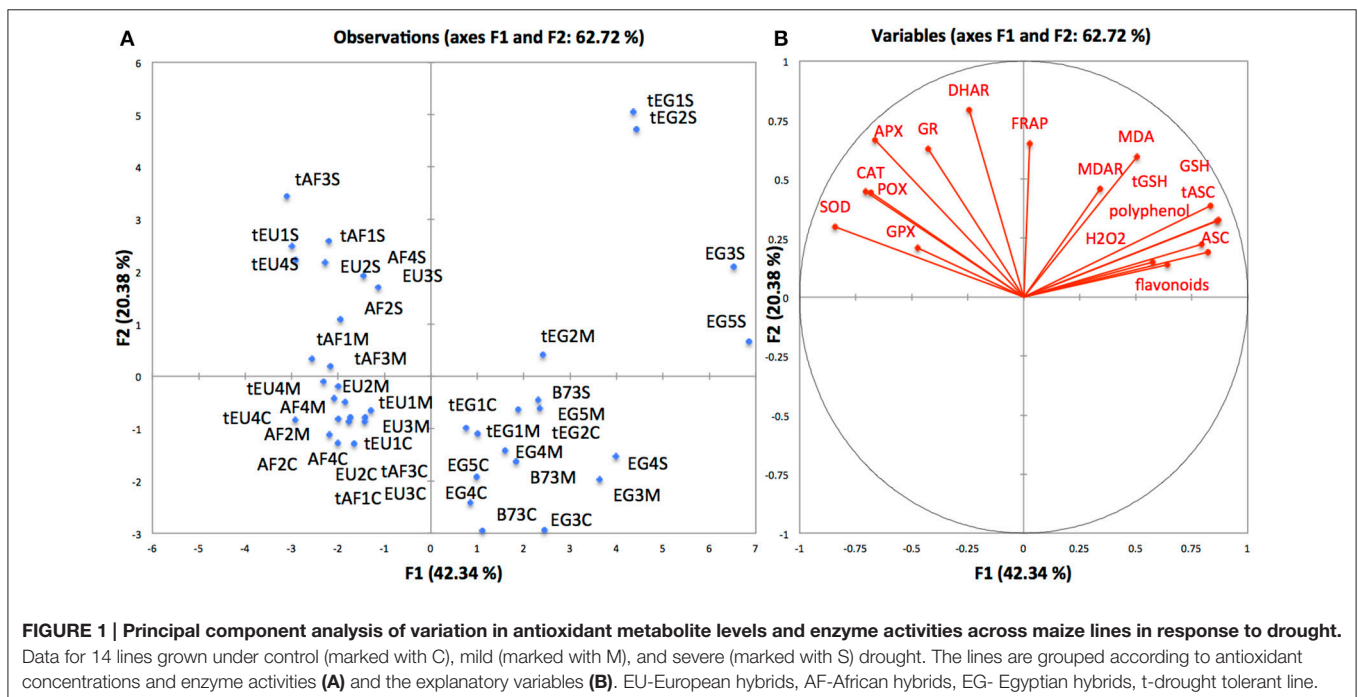 A
Observations (axes F1 and F2: 62.72 %)
F2 (20.38 %)
6
5
4
3
2
1
0
-1
-2
-3
-6
-5
-4
-3
-2
-1
0
1
2
3
4
5
6
7
F1 (42.34 %)
tEG1S
tEG2S
tAF3S
tEU1S
tAF1S
tEU4S
EU2S
AF4S
EU3S
AF2S
EG3S
EG5S
tAF1M
tAF3M
tEG2M
tEU4M
EU2M
B73S
tEU4C
AF4M
tEU1M
tEG1C
EG5M
AF2M
EU3M
tEG1M
tEG2C
tEU1C
AF2C
AF4C
EG4M
EU2C
tAF3C
EG5C
B73M
EG4S
tAF1C
EU3C
EG4C
EG3M
B73C
EG3C
B
Variables (axes F1 and F2: 62.72 %)
F2 (20.38 %)
1
0.75
0.5
0.25
0
-0.25
-0.5
-0.75
-1
-1
-0.75
-0.5
-0.25
0
0.25
0.5
0.75
1
F1 (42.34 %)
DHAR
APX
GR
FRAP
MDA
CAT
POX
MDAR
GSH
tGSH
tASC
SOD
polyphenol
GPX
H2O2
ASC
flavonoids
FIGURE 1 | Principal component analysis of variation in antioxidant metabolite levels and enzyme activities across maize lines in response to drought.
Data for 14 lines grown under control (marked with C), mild (marked with M), and severe (marked with S) drought. The lines are grouped according to antioxidant
concentrations and enzyme activities (A) and the explanatory variables (B). EU-European hybrids, AF-African hybrids, EG- Egyptian hybrids, t-drought tolerant line.